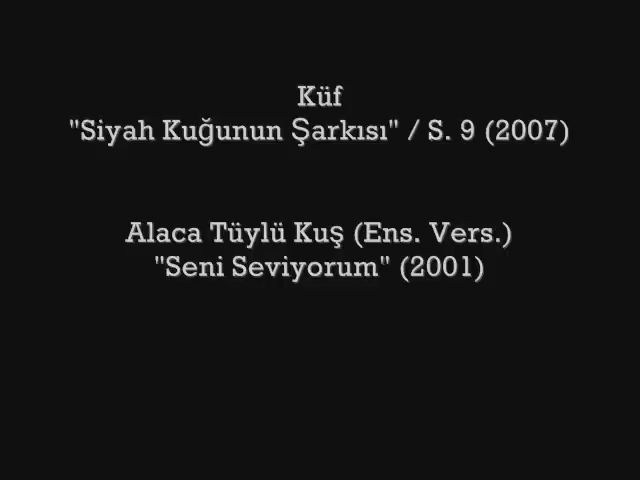 Küf
"Siyah Kuğunun Şarkısı" / S. 9 (2007)
Alaca Tüylü Kuş (Ens. Vers.)
"Seni Seviyorum" (2001)